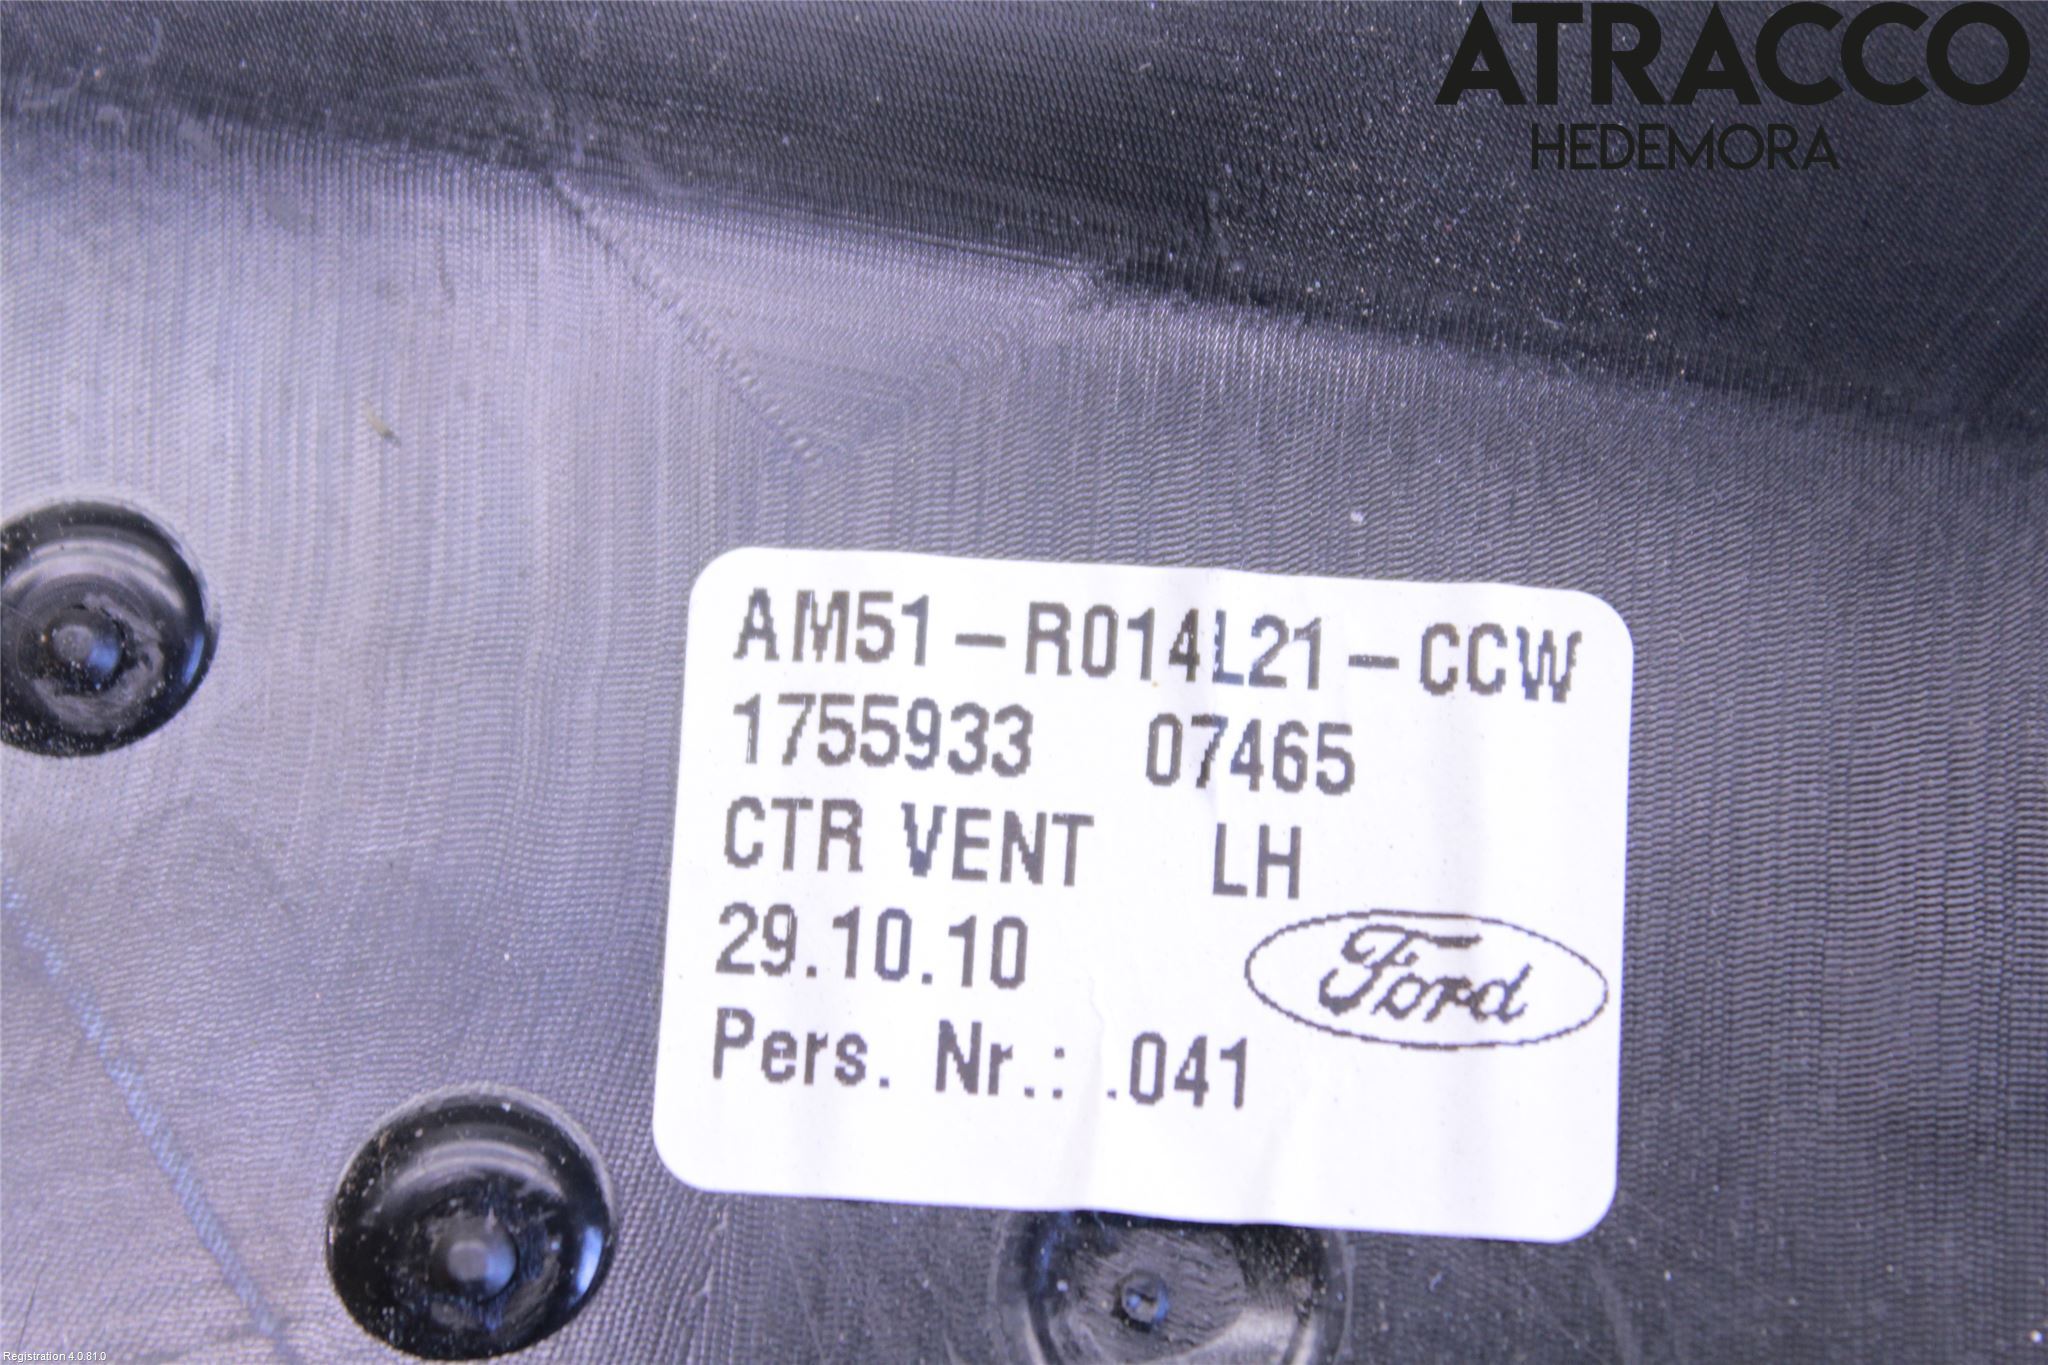 ATRACCO
HEDEMORA
AM51-R014L21-CCW
1755933 07465
CTR VENT LH
29.10.10
Ford
Pers. Nr.: .041
Registration 4.0.81.0